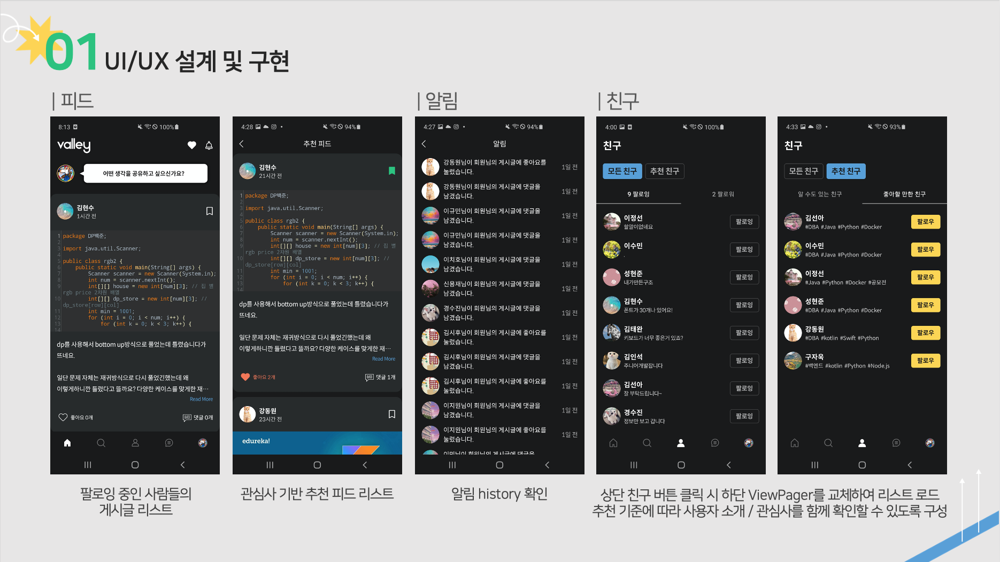 01 UI/UX 설계 및 구현
| 피드
8:13
100%
valley
어떤 생각을 공유하고 싶으신가요?
김현수
1시간 전
1 package DP백준;
2
3 import java.util.Scanner;
4
5 public class rgb2 {
6 public static void main(String[] args) {
7 Scanner scanner = new Scanner(System.in);
8 int num = scanner.nextInt();
9 int[][] house = new int[num][3]; // 집 별
rgb price 2차원 배열
10 int[][] dp_store = new int[num][3]; //
dp_store[row][col]
11 int min = 1001;
12 for (int i = 0; i < num; i++) {
13 for (int k = 0; k < 3; k++) {
14
dp를 사용해서 bottom up방식으로 풀었는데 틀렸습니다가
뜨네요.
일단 문제 자체는 재귀방식으로 다시 풀었긴했는데 왜
이렇게하니깐 틀렸다고 뜰까요? 다양한 케이스를 맞게한 재…
Read More
좋아요 0개
댓글 0개
팔로잉 중인 사람들의
게시글 리스트
4:28
94%
추천 피드
김현수
21시간 전
1 package DP백준;
2
3 import java.util.Scanner;
4
5 public class rgb2 {
6 public static void main(String[] args) {
7 Scanner scanner = new Scanner(System.in);
8 int num = scanner.nextInt();
9 int[][] house = new int[num][3]; // 집 별
rgb price 2차원 배열
10 int[][] dp_store = new int[num][3]; //
dp_store[row][col]
11 int min = 1001;
12 for (int i = 0; i < num; i++) {
13 for (int k = 0; k < 3; k++) {
14
dp를 사용해서 bottom up방식으로 풀었는데 틀렸습니다가
뜨네요.
일단 문제 자체는 재귀방식으로 다시 풀었긴했는데 왜
이렇게하니깐 틀렸다고 뜰까요? 다양한 케이스를 맞게한 재…
Read More
좋아요 2개
댓글 1개
강동원
23시간 전
edureka!
관심사 기반 추천 피드 리스트
| 알림
4:27
94%
알림
강동원님이 회원님의 게시글에 좋아요를
눌렀습니다.
1일 전
강동원님이 회원님의 게시글에 댓글을
남겼습니다.
1일 전
이규민님이 회원님의 게시글에 댓글을
남겼습니다.
1일 전
이규민님이 회원님의 게시글에 댓글을
남겼습니다.
1일 전
이치호님이 회원님의 게시글에 댓글을
남겼습니다.
1일 전
신용재님이 회원님의 게시글에 댓글을
남겼습니다.
1일 전
경수진님이 회원님의 게시글에 댓글을
남겼습니다.
1일 전
김시후님이 회원님의 게시글에 좋아요를
눌렀습니다.
1일 전
김시후님이 회원님의 게시글에 댓글을
남겼습니다.
1일 전
김시후님이 회원님의 게시글에 좋아요를
눌렀습니다.
1일 전
이지원님이 회원님의 게시글에 댓글을
남겼습니다.
1일 전
이지원님이 회원님의 게시글에 좋아요를
눌렀습니다.
1일 전
회원님의 게시글에 댓글을
알림 history 확인
| 친구
4:00
100%
친구
모든 친구
추천 친구
9 팔로잉
2 팔로워
이정선
할말이없네요
팔로잉
이수민
.
팔로잉
성현준
내가만든구조
팔로잉
김현수
폰트가 30개나 있어요!
팔로잉
김태완
키보드가 너무 좋은거 있죠?
팔로잉
김인석
주니어개발잡니다
팔로잉
김선아
잘 부탁드립니다~
팔로잉
경수진
정보만 보고 갑니다
팔로잉
4:33
93%
친구
모든 친구
추천 친구
알 수도 있는 친구
좋아할 만한 친구
김선아
#DBA #Java #Python #Docker
팔로우
이수민
#DBA #Java #Python #Docker
팔로우
이정선
#Java #Python #Docker #공모전
팔로우
성현준
#DBA #Java #Python #Docker
팔로우
강동원
#DBA #kotlin #Swift #Python
팔로우
구자욱
#백엔드 #kotlin #Python #Node.js
팔로우
상단 친구 버튼 클릭 시 하단 ViewPager를 교체하여 리스트 로드
추천 기준에 따라 사용자 소개 / 관심사를 함께 확인할 수 있도록 구성